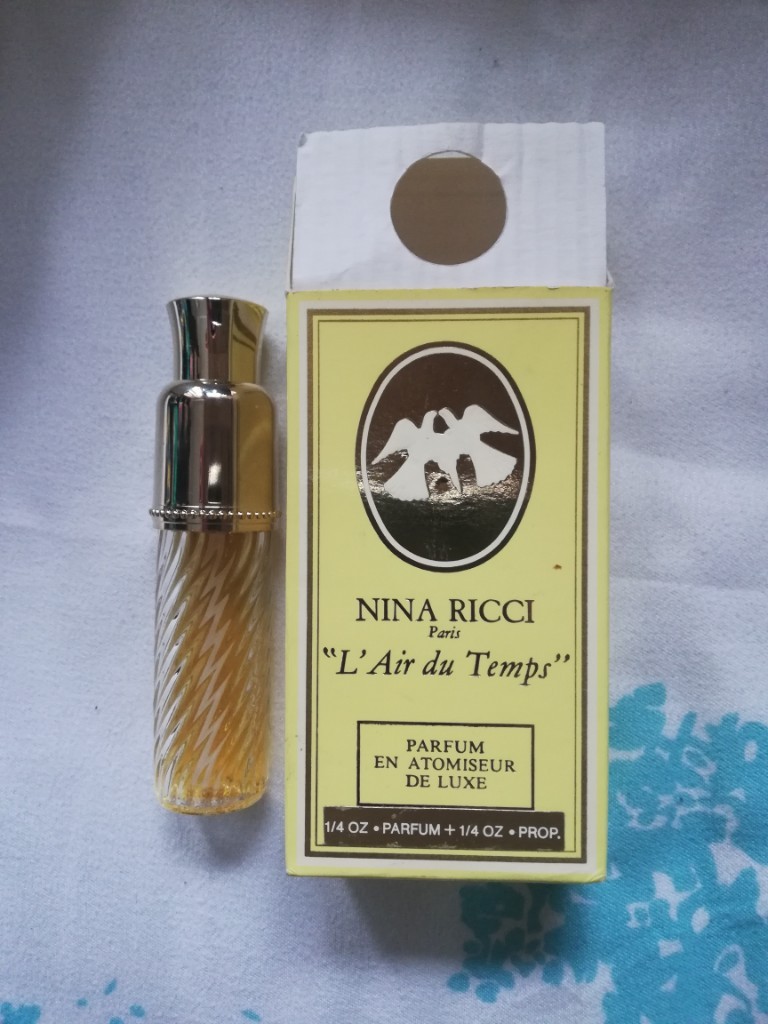 NINA RICCI
Paris
“L'Air du Temps”
PARFUM
EN ATOMISEUR
DE LUXE
1/4 OZ • PARFUM + 1/4 OZ • PROP.